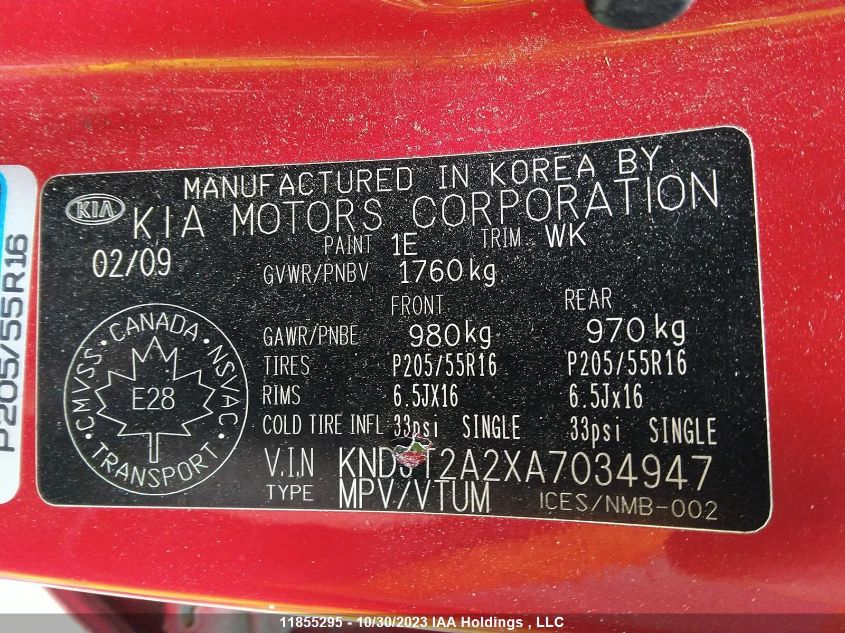 MANUFACTURED IN KOREA BY
KIA KIA MOTORS CORPORATION
02/09 PAINT 1E TRIM WK
GVWR/PNBV 1760kg
FRONT REAR
GAWR/PNBE 980kg 970kg
TIRES P205/55R16 P205/55R16
RIMS 6.5JX16 6.5Jx16
COLD TIRE INFL 33psi SINGLE 33psi SINGLE
V.I.N
TYPE MPV/VTUM ICES/NMB-002
CANADA
CMVSS NSVAC
E28
TRANSPORT
P205/55R16
11855295 - 10/30/2023 IAA Holdings , LLC